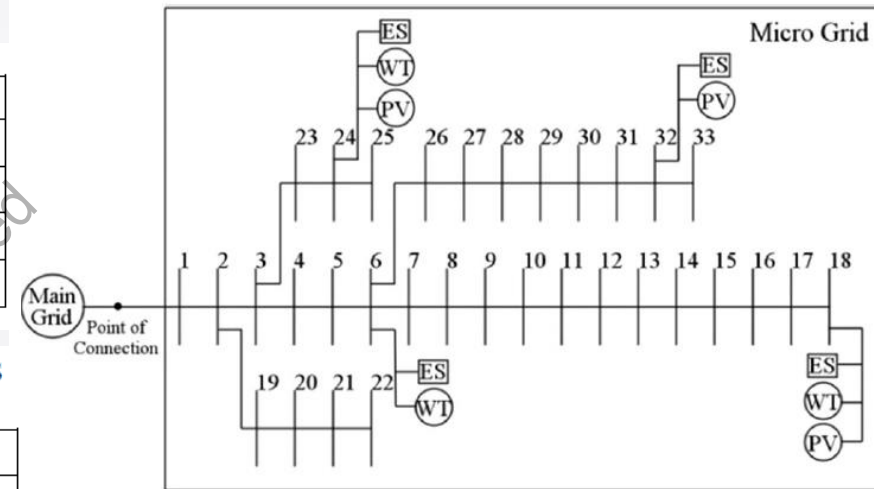 Micro Grid
ES
WT
PV
ES
PV
23 24 25 26 27 28 29 30 31 32 33
1 2 3 4 5 6 7 8 9 10 11 12 13 14 15 16 17 18
Main
Grid
Point of
Connection
19 20 21 22
ES
WT
ES
WT
PV
ed